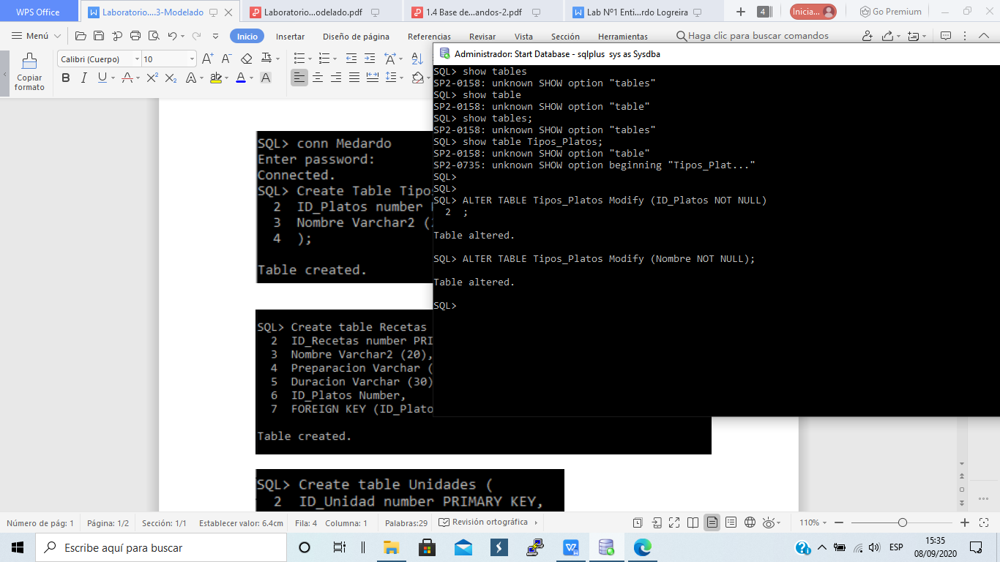 WPS Office
Laboratorio....3-Modelado
Laboratorio...odelado.pdf
1.4 Base de...andos-2.pdf
Lab Nº1 Enti...rdo Logreira
4
Inicia...
Go Premium
Menú
Inicio
Insertar
Diseño de página
Referencias
Revisar
Vista
Sección
Herramientas
Haga clic para buscar comandos
Copiar
formato
Calibri (Cuerpo)
10
Administrador: Start Database - sqlplus sys as Sysdba
SQL> show tables
SP2-0158: unknown SHOW option "tables"
SQL> show table
SP2-0158: unknown SHOW option "table"
SQL> show tables;
SP2-0158: unknown SHOW option "tables"
SQL> show table Tipos_Platos;
SP2-0158: unknown SHOW option "table"
SP2-0735: unknown SHOW option beginning "Tipos_Plat..."
SQL>
SQL>
SQL> ALTER TABLE Tipos_Platos Modify (ID_Platos NOT NULL)
2 ;
Table altered.
SQL> ALTER TABLE Tipos_Platos Modify (Nombre NOT NULL);
Table altered.
SQL>
SQL> conn Medardo
Enter password:
Connected.
SQL> Create Table Tipos
2 ID_Platos number
3 Nombre Varchar2 (
4 );
Table created.
SQL> Create table Recetas
2 ID_Recetas number PRI
3 Nombre Varchar2 (20),
4 Preparacion Varchar (
5 Duracion Varchar (30)
6 ID_Platos Number,
7 FOREIGN KEY (ID_Plato
Table created.
SQL> Create table Unidades (
2 ID_Unidad number PRIMARY KEY,
Número de pág: 1
Página: 1/2
Sección: 1/1
Establecer valor: 6.4cm
Fila: 4
Columna: 1
Palabras:29
Revisión ortográfica
110%
Escribe aquí para buscar
ESP
15:35
08/09/2020